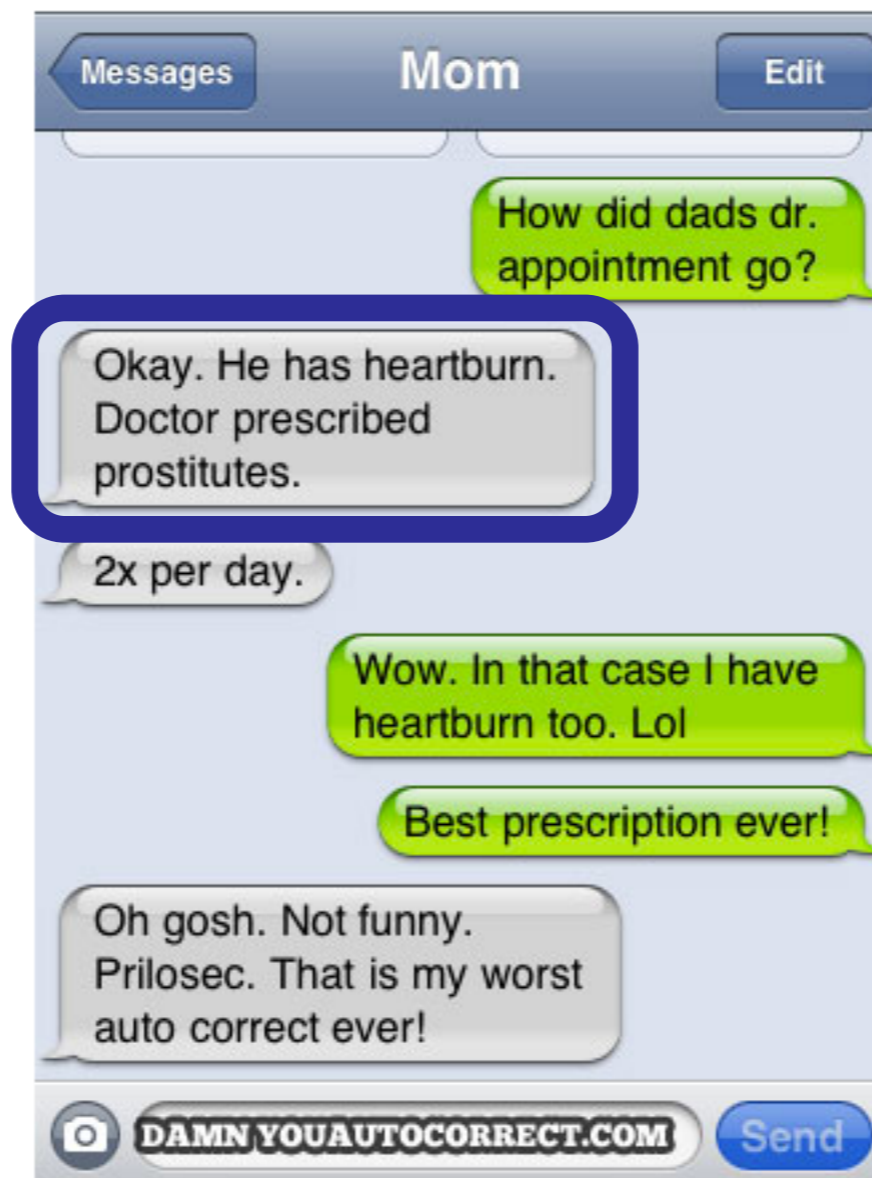 Messages
Mom
Edit
How did dads dr.
appointment go?
Okay. He has heartburn.
Doctor prescribed
prostitutes.
2x per day.
Wow. In that case I have
heartburn too. Lol
Best prescription ever!
Oh gosh. Not funny.
Prilosec. That is my worst
auto correct ever!
DAMN YOUAUTOCORRECT.COM
Send